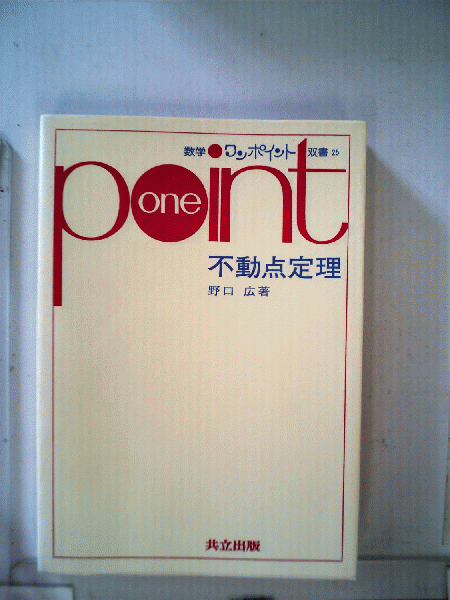 数学ワンポイント双書 25
one point
不動点定理
野口 広著
共立出版